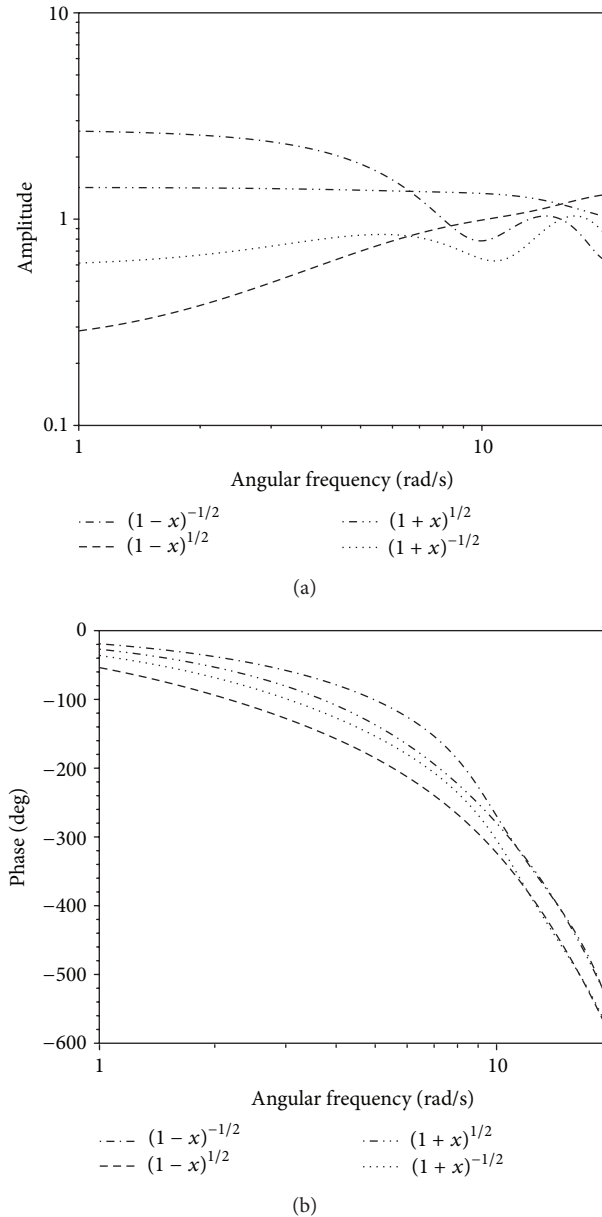 10
1
0.1
Amplitude
1
10
Angular frequency (rad/s)
(1 − x)^{−1/2}
(1 + x)^{1/2}
(1 − x)^{1/2}
(1 + x)^{−1/2}
(a)
0
−100
−200
−300
−400
−500
−600
Phase (deg)
1
10
Angular frequency (rad/s)
(1 − x)^{−1/2}
(1 + x)^{1/2}
(1 − x)^{1/2}
(1 + x)^{−1/2}
(b)